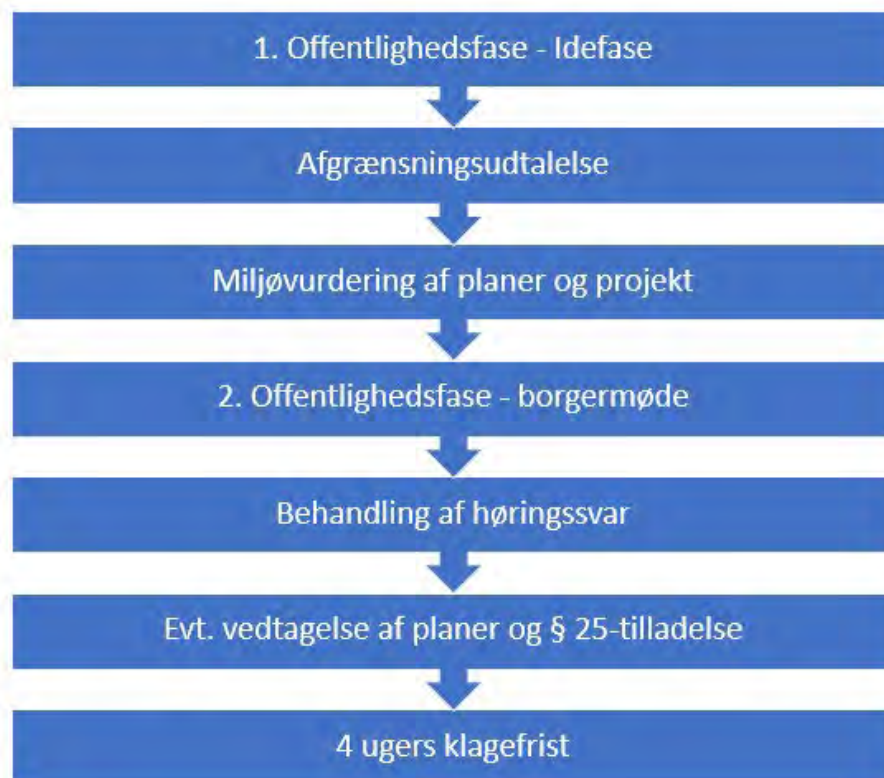 1. Offentlighedsfase - Idefase
Afgrænsningsudtalelse
Miljøvurdering af planer og projekt
2. Offentlighedsfase - borgermøde
Behandling af høringssvar
Evt. vedtagelse af planer og § 25-tilladelse
4 ugers klagefrist